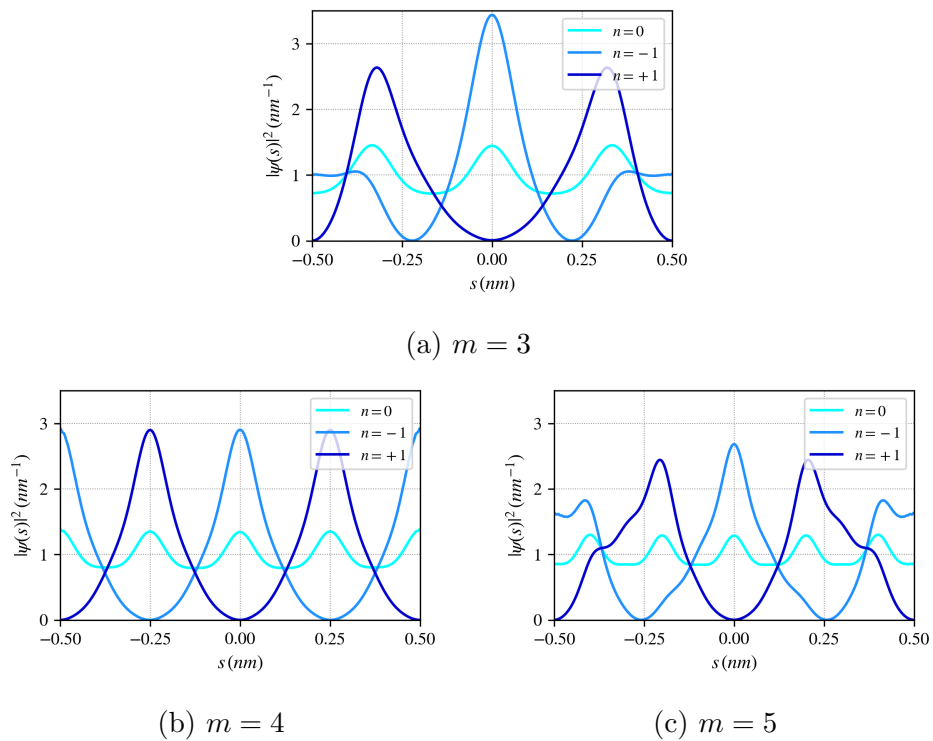 3
2
1
0
|ψ(s)|² (nm⁻¹)
n=0
n=−1
n=+1
−0.50 −0.25 0.00 0.25 0.50
s (nm)
(a) m = 3
3
2
1
0
|ψ(s)|² (nm⁻¹)
n=0
n=−1
n=+1
−0.50 −0.25 0.00 0.25 0.50
s (nm)
(b) m = 4
3
2
1
0
|ψ(s)|² (nm⁻¹)
n=0
n=−1
n=+1
−0.50 −0.25 0.00 0.25 0.50
s (nm)
(c) m = 5